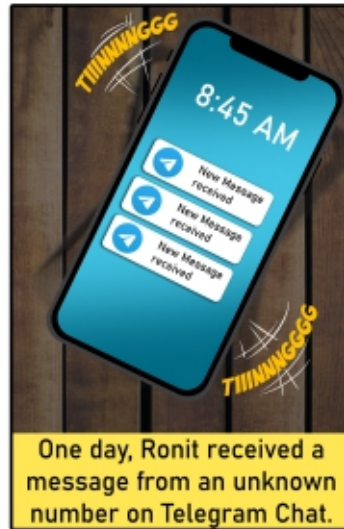 TIIINNNGGG
8:45 AM
New Message
received
New Message
received
New Message
received
TIIINNNGGGG
One day, Ronit received a
message from an unknown
number on Telegram Chat.